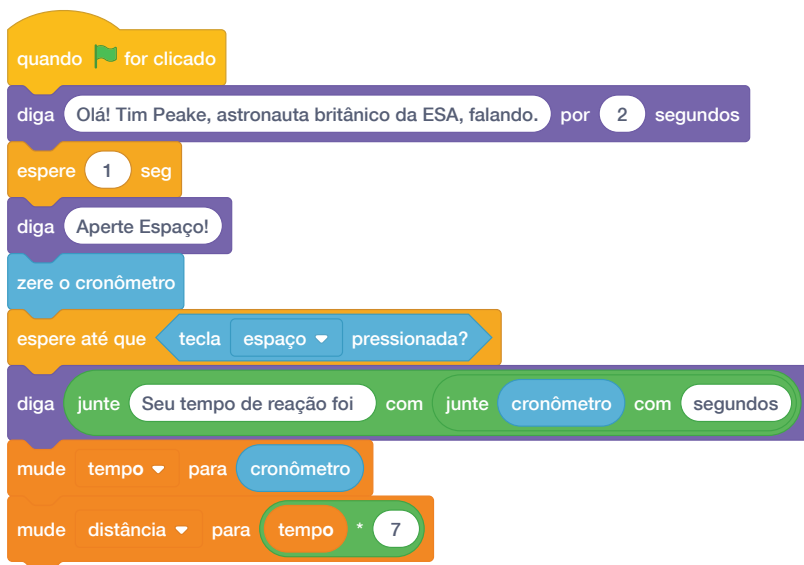 quando for clicado
diga Olá! Tim Peake, astronauta britânico da ESA, falando. por 2 segundos
espere 1 seg
diga Aperte Espaço!
zere o cronômetro
espere até que tecla espaço pressionada?
diga junte Seu tempo de reação foi com junte cronômetro com segundos
mude tempo para cronômetro
mude distância para tempo * 7